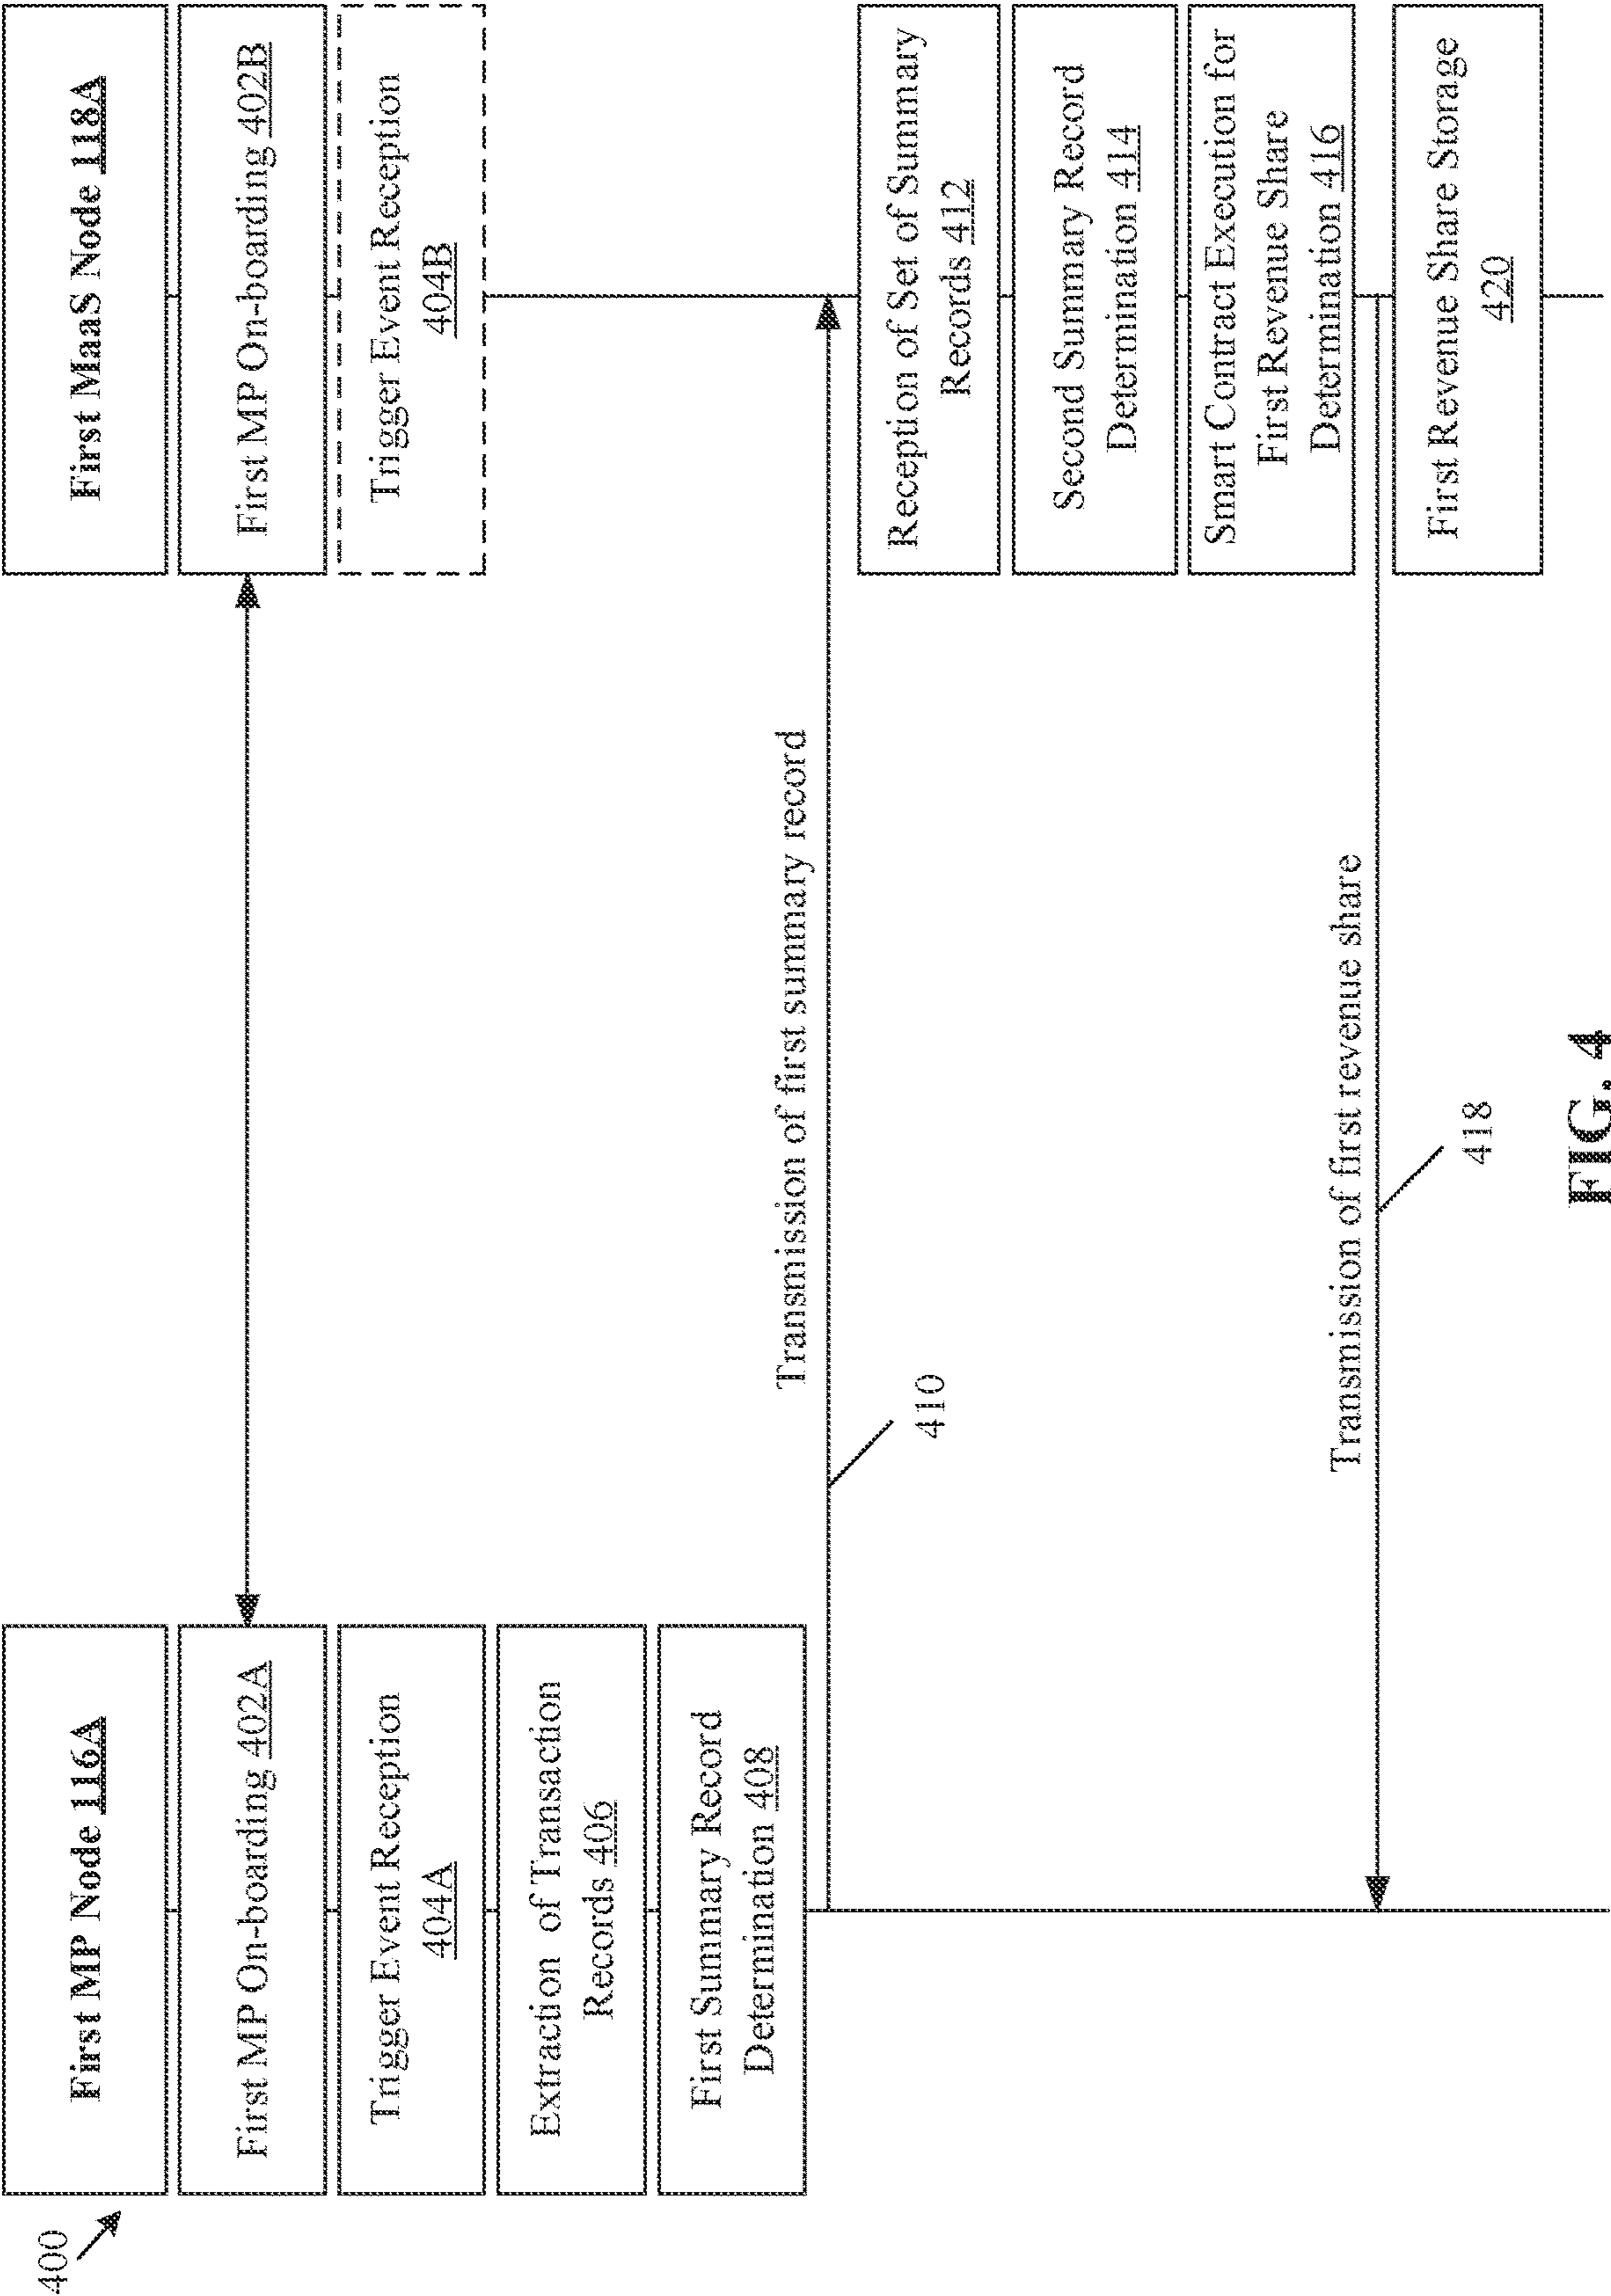 400
First MP Node 116A
First MP On-boarding 402A
Trigger Event Reception
404A
Extraction of Transaction
Records 406
First Summary Record
Determination 408
First MaaS Node 118A
First MP On-boarding 402B
Trigger Event Reception
404B
Transmission of first summary record
410
Reception of Set of Summary
Records 412
Second Summary Record
Determination 414
Smart Contract Execution for
First Revenue Share
Determination 416
Transmission of first revenue share
418
First Revenue Share Storage
420
FIG. 4